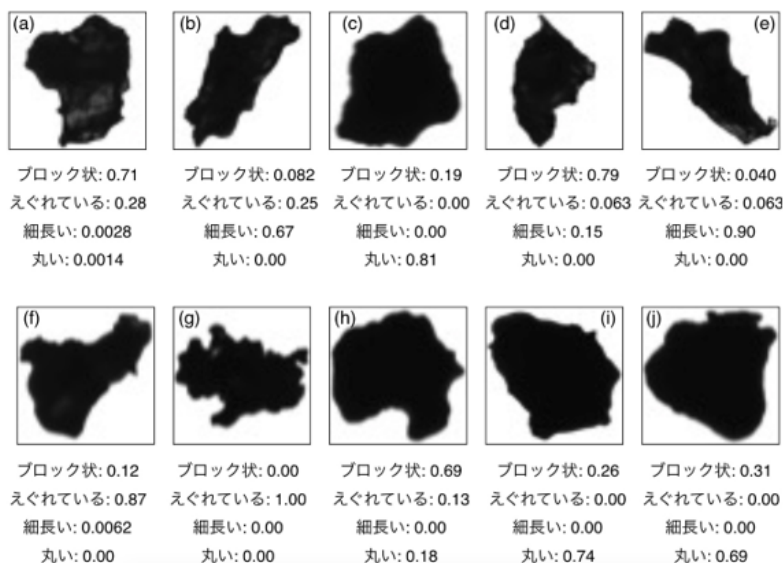 (a) (b) (c) (d) (e)
ブロック状: 0.71 ブロック状: 0.082 ブロック状: 0.19 ブロック状: 0.79 ブロック状: 0.040
えぐれている: 0.28 えぐれている: 0.25 えぐれている: 0.00 えぐれている: 0.063 えぐれている: 0.063
細長い: 0.0028 細長い: 0.67 細長い: 0.00 細長い: 0.15 細長い: 0.90
丸い: 0.0014 丸い: 0.00 丸い: 0.81 丸い: 0.00 丸い: 0.00
(f) (g) (h) (i) (j)
ブロック状: 0.12 ブロック状: 0.00 ブロック状: 0.69 ブロック状: 0.26 ブロック状: 0.31
えぐれている: 0.87 えぐれている: 1.00 えぐれている: 0.13 えぐれている: 0.00 えぐれている: 0.00
細長い: 0.0062 細長い: 0.00 細長い: 0.00 細長い: 0.00 細長い: 0.00
丸い: 0.00 丸い: 0.00 丸い: 0.18 丸い: 0.74 丸い: 0.69